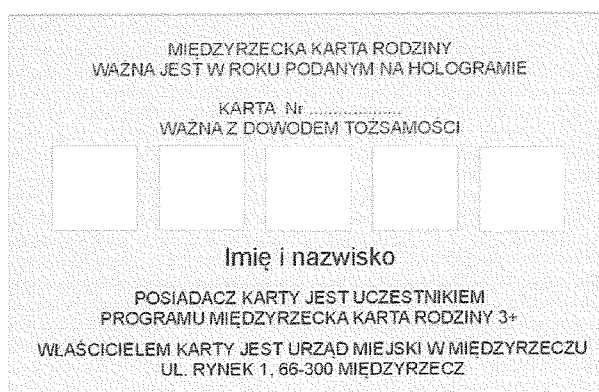 MIĘDZYRZECKA KARTA RODZINY
WAŻNA JEST W ROKU PODANYM NA HOLOGRAMIE
KARTA Nr ....................
WAŻNA Z DOWODEM TOŻSAMOŚCI
Imię i nazwisko
POSIADACZ KARTY JEST UCZESTNIKIEM
PROGRAMU MIĘDZYRZECKA KARTA RODZINY 3+
WŁAŚCICIELEM KARTY JEST URZĄD MIEJSKI W MIĘDZYRZECZU
UL. RYNEK 1, 66-300 MIĘDZYRZECZ